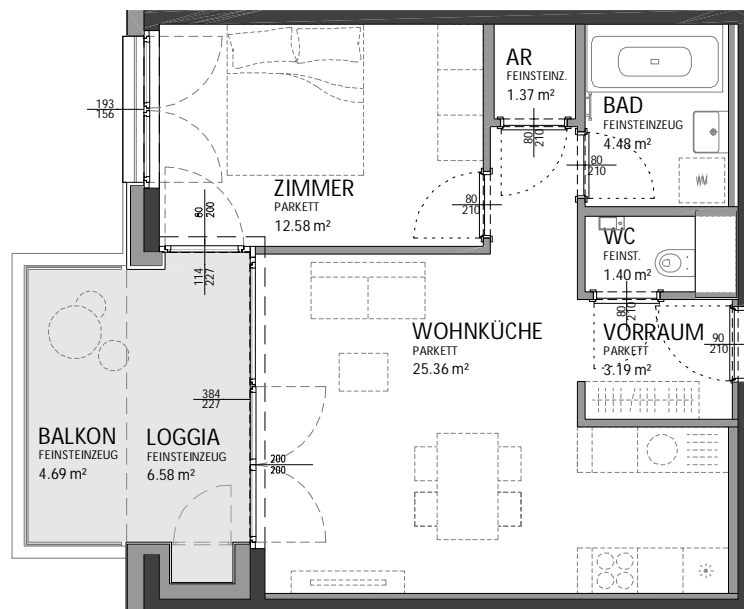 AR
FEINSTEINZ.
1.37 m²
BAD
FEINSTEINZEUG
4.48 m²
193
156
80
210
80
210
ZIMMER
PARKETT
12.58 m²
80
210
80
200
WC
FEINST.
1.40 m²
114
227
80
210
WOHNKÜCHE
PARKETT
25.36 m²
VORRAUM
PARKETT
3.19 m²
90
210
384
227
BALKON
FEINSTEINZEUG
4.69 m²
LOGGIA
FEINSTEINZEUG
6.58 m²
200
200